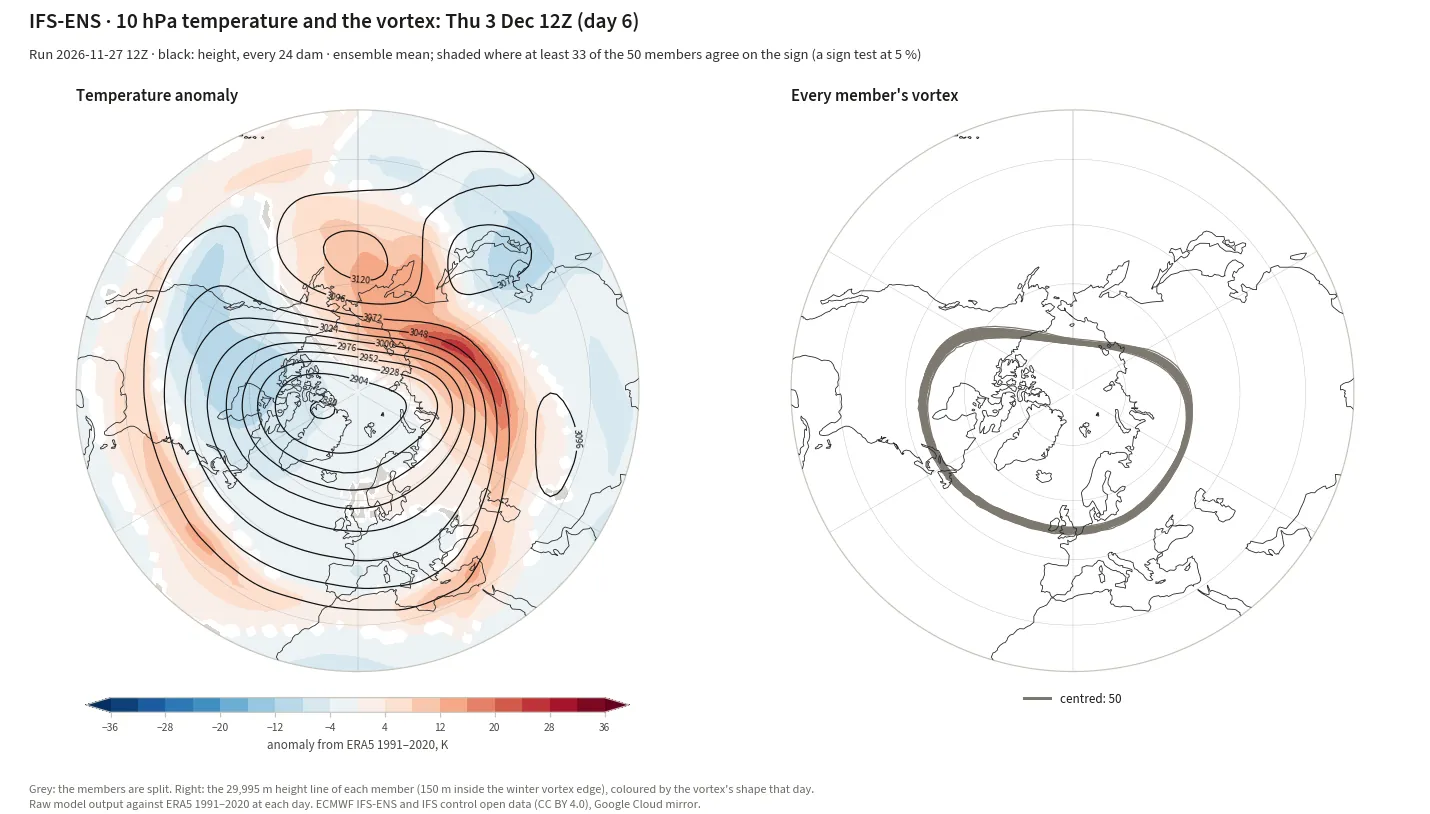 IFS-ENS · 10 hPa temperature and the vortex: Thu 3 Dec 12Z (day 6)
Run 2026-11-27 12Z · black: height, every 24 dam · ensemble mean; shaded where at least 33 of the 50 members agree on the sign (a sign test at 5 %)
Temperature anomaly
Every member's vortex
3120
3072
3096
3072
3024
3048
3000
2976
2952
2928
2904
3096
centred: 50
−36
−28
−20
−12
−4
4
12
20
28
36
anomaly from ERA5 1991–2020, K
Grey: the members are split. Right: the 29,995 m height line of each member (150 m inside the winter vortex edge), coloured by the vortex's shape that day.
Raw model output against ERA5 1991–2020 at each day. ECMWF IFS-ENS and IFS control open data (CC BY 4.0), Google Cloud mirror.